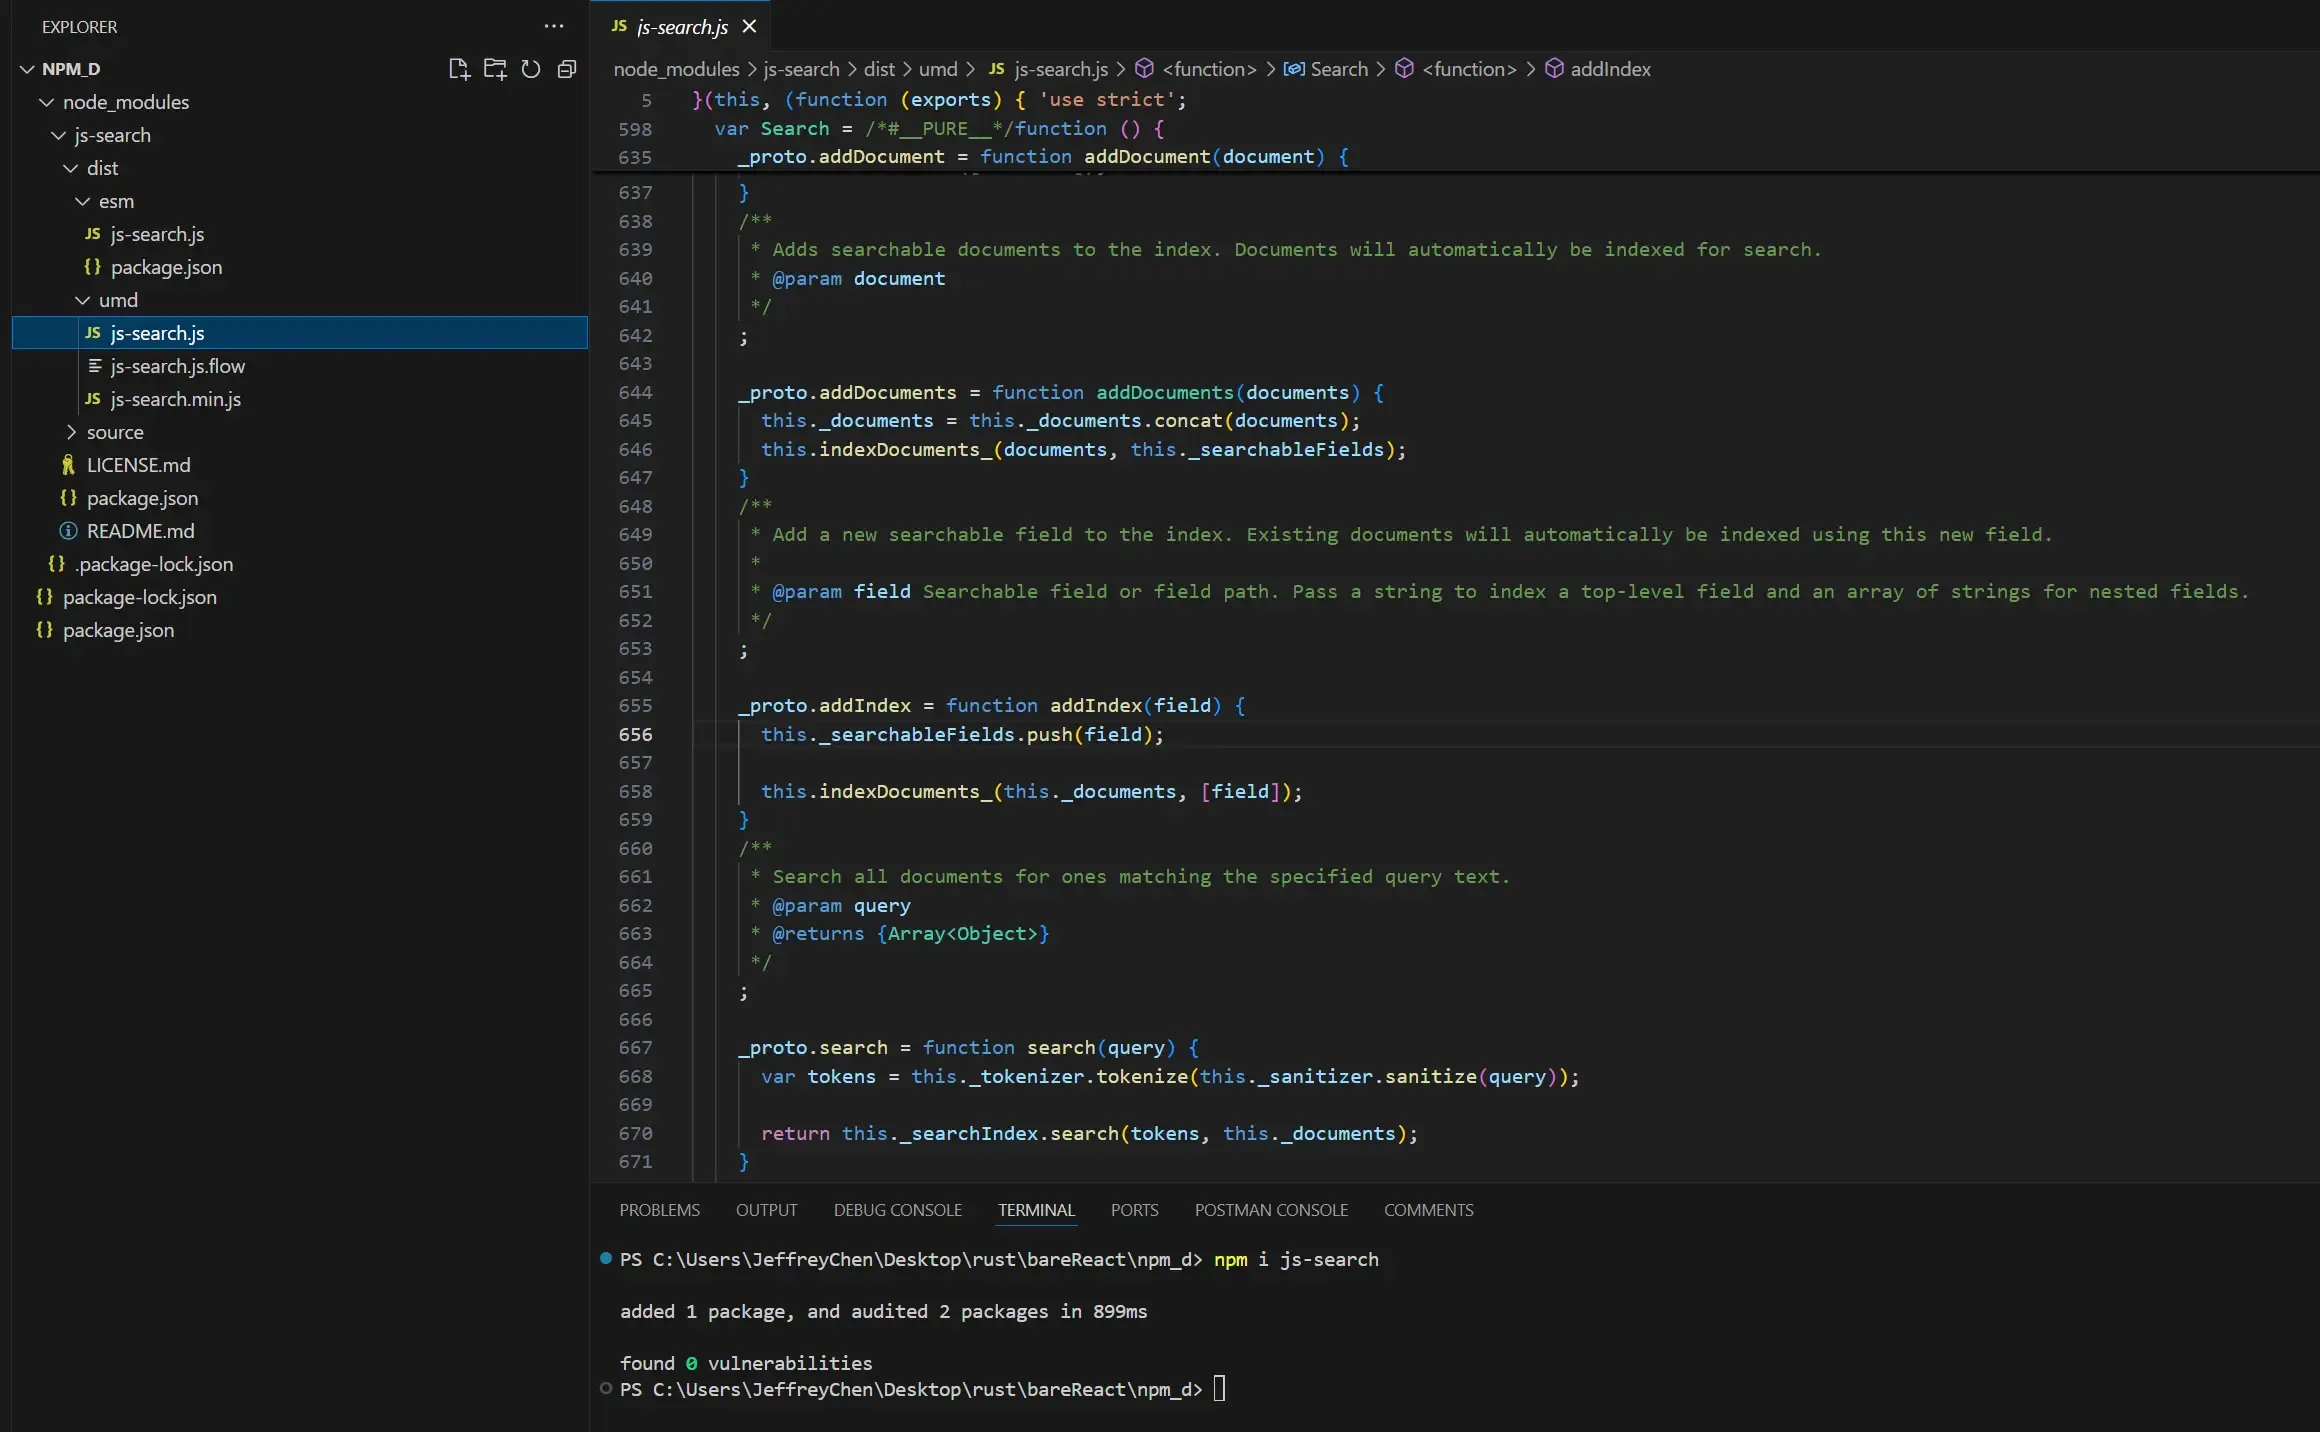 EXPLORER
NPM_D
node_modules
js-search
dist
esm
JS js-search.js
{} package.json
umd
JS js-search.js
js-search.js.flow
JS js-search.min.js
source
LICENSE.md
{} package.json
README.md
{} .package-lock.json
{} package-lock.json
{} package.json
JS js-search.js
node_modules > js-search > dist > umd > JS js-search.js > <function> > Search > <function> > addIndex
5 }(this, (function (exports) { 'use strict';
598 var Search = /*#__PURE__*/function () {
635 _proto.addDocument = function addDocument(document) {
637 }
638 /**
639 * Adds searchable documents to the index. Documents will automatically be indexed for search.
640 * @param document
641 */
642 ;
643
644 _proto.addDocuments = function addDocuments(documents) {
645 this._documents = this._documents.concat(documents);
646 this.indexDocuments_(documents, this._searchableFields);
647 }
648 /**
649 * Add a new searchable field to the index. Existing documents will automatically be indexed using this new field.
650 *
651 * @param field Searchable field or field path. Pass a string to index a top-level field and an array of strings for nested fields.
652 */
653 ;
654
655 _proto.addIndex = function addIndex(field) {
656 this._searchableFields.push(field);
657
658 this.indexDocuments_(this._documents, [field]);
659 }
660 /**
661 * Search all documents for ones matching the specified query text.
662 * @param query
663 * @returns {Array<Object>}
664 */
665 ;
666
667 _proto.search = function search(query) {
668 var tokens = this._tokenizer.tokenize(this._sanitizer.sanitize(query));
669
670 return this._searchIndex.search(tokens, this._documents);
671 }
PROBLEMS OUTPUT DEBUG CONSOLE TERMINAL PORTS POSTMAN CONSOLE COMMENTS
PS C:\Users\JeffreyChen\Desktop\rust\bareReact\npm_d> npm i js-search
added 1 package, and audited 2 packages in 899ms
found 0 vulnerabilities
PS C:\Users\JeffreyChen\Desktop\rust\bareReact\npm_d>